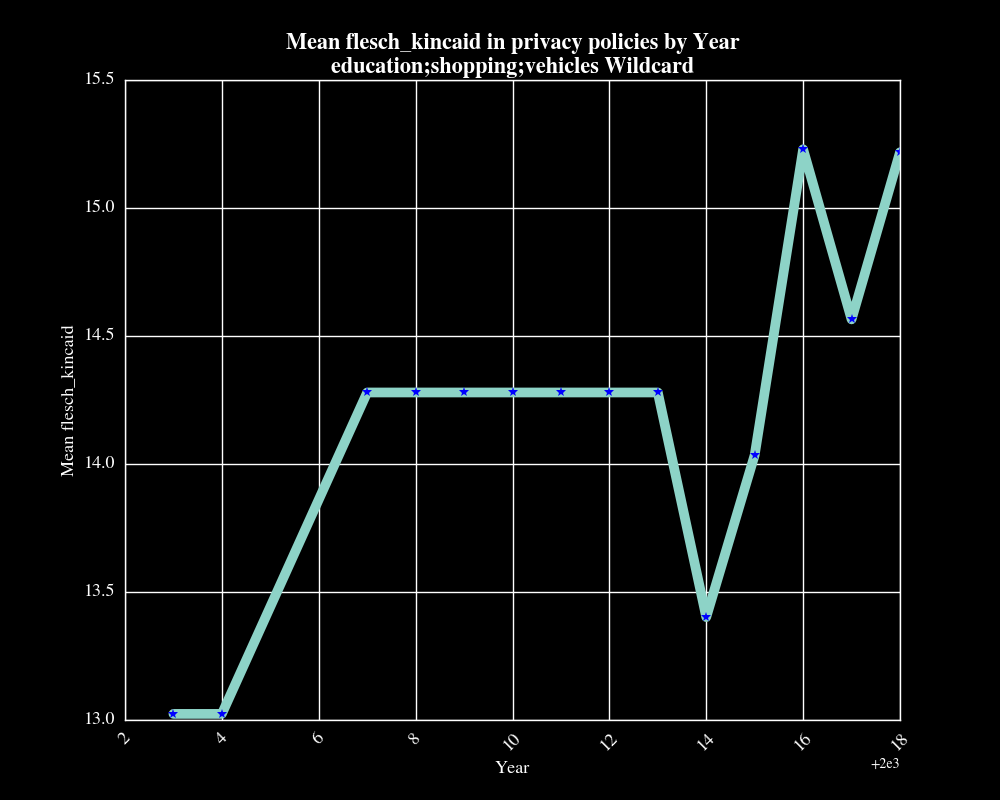 Mean flesch_kincaid in privacy policies by Year
education;shopping;vehicles Wildcard
15.5
15.0
14.5
14.0
13.5
13.0
Mean flesch_kincaid
2 4 6 8 10 12 14 16 18
Year
+2e3